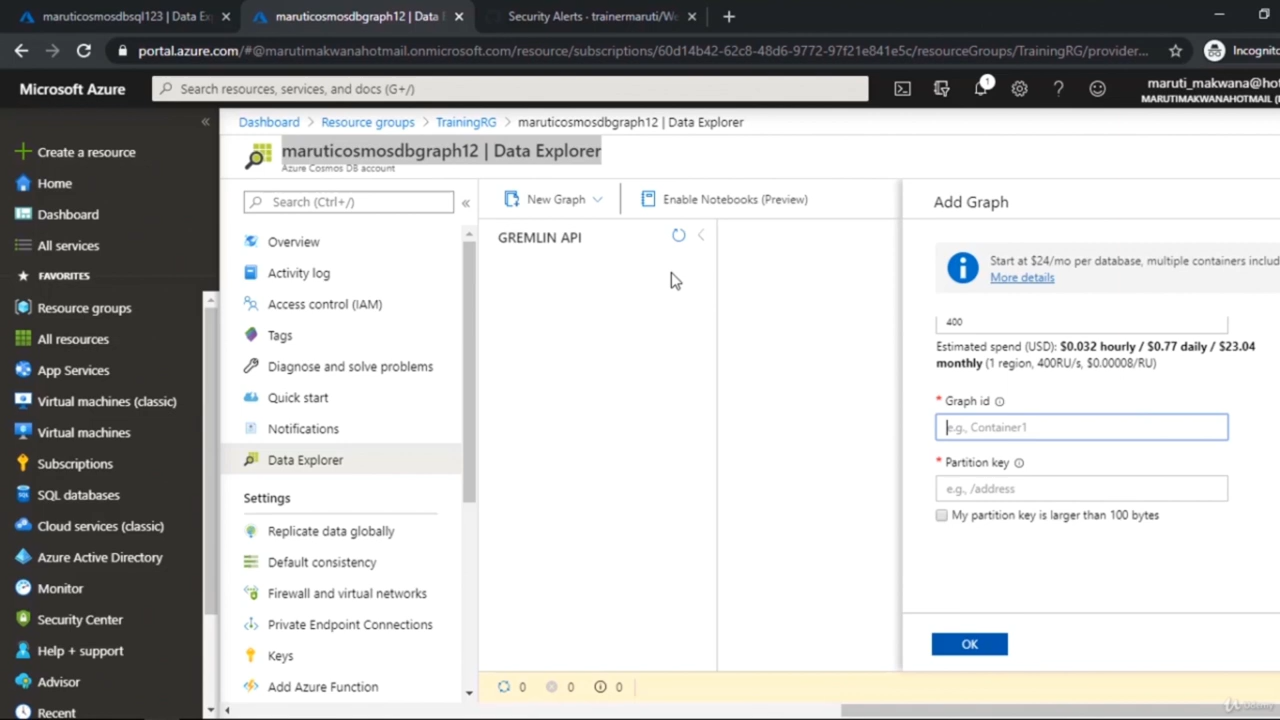 maruticosmosdbsql123 | Data Ex
maruticosmosdbgraph12 | Data
Security Alerts - trainermaruti/W
portal.azure.com/#@marutimakwanahotmail.onmicrosoft.com/resource/subscriptions/60d14b42-62c8-48d6-9772-97f21e841e5c/resourceGroups/TrainingRG/provider...
Incognito
Microsoft Azure
Search resources, services, and docs (G+/)
1
maruti_makwana@ho
MARUTIMAKWANAHOTMAIL (
Create a resource
Home
Dashboard
All services
FAVORITES
Resource groups
All resources
App Services
Virtual machines (classic)
Virtual machines
Subscriptions
SQL databases
Cloud services (classic)
Azure Active Directory
Monitor
Security Center
Help + support
Advisor
Recent
Dashboard > Resource groups > TrainingRG > maruticosmosdbgraph12 | Data Explorer
maruticosmosdbgraph12 | Data Explorer
Azure Cosmos DB account
Search (Ctrl+/)
Overview
Activity log
Access control (IAM)
Tags
Diagnose and solve problems
Quick start
Notifications
Data Explorer
Settings
Replicate data globally
Default consistency
Firewall and virtual networks
Private Endpoint Connections
Keys
Add Azure Function
New Graph
Enable Notebooks (Preview)
GREMLIN API
0 0 0
Add Graph
Start at $24/mo per database, multiple containers includ
More details
400
Estimated spend (USD): $0.032 hourly / $0.77 daily / $23.04
monthly (1 region, 400RU/s, $0.00008/RU)
* Graph id
e.g., Container1
* Partition key
e.g., /address
My partition key is larger than 100 bytes
OK
Udemy